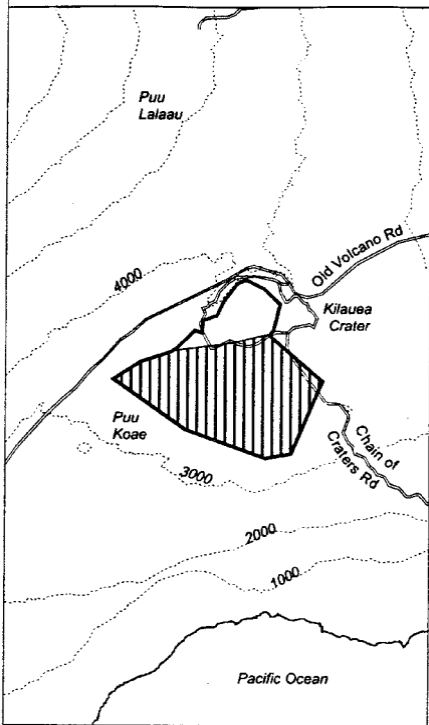 Puu
Lalaau
Old Volcano Rd
4000
Kilauea
Crater
Puu
Koae
Chain of
Craters Rd
3000
2000
1000
Pacific Ocean